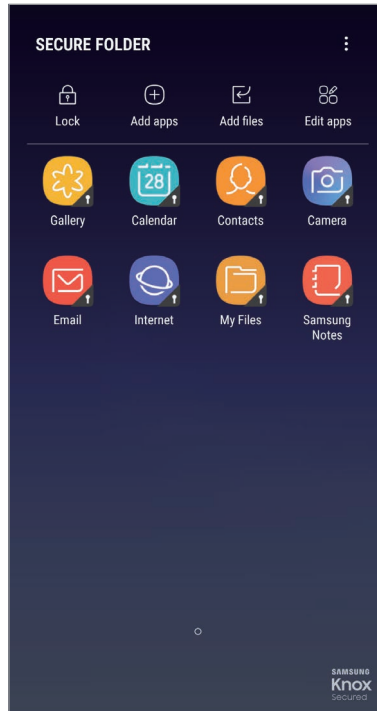 SECURE FOLDER
Lock Add apps Add files Edit apps
28
Gallery Calendar Contacts Camera
Email Internet My Files Samsung
Notes
SAMSUNG
Knox
Secured